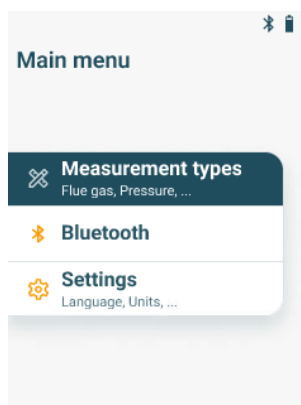 Main menu
Measurement types
Flue gas, Pressure, ...
Bluetooth
Settings
Language, Units, ...